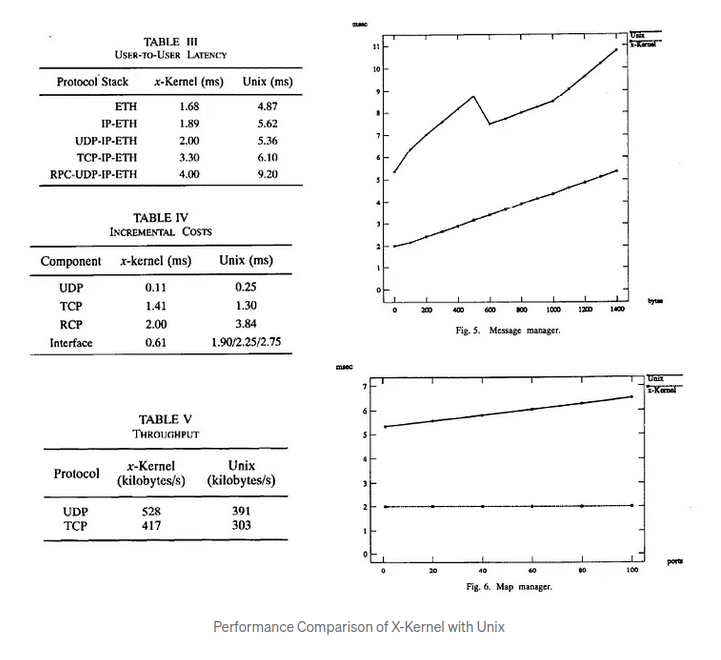 TABLE III
USER-TO-USER LATENCY
Protocol Stack x-Kernel (ms) Unix (ms)
ETH 1.68 4.87
IP-ETH 1.89 5.62
UDP-IP-ETH 2.00 5.36
TCP-IP-ETH 3.30 6.10
RPC-UDP-IP-ETH 4.00 9.20
TABLE IV
INCREMENTAL COSTS
Component x-kernel (ms) Unix (ms)
UDP 0.11 0.25
TCP 1.41 1.30
RCP 2.00 3.84
Interface 0.61 1.90/2.25/2.75
TABLE V
THROUGHPUT
Protocol x-Kernel (kilobytes/s) Unix (kilobytes/s)
UDP 528 391
TCP 417 303
msec
Unix
x-Kernel
11
10
9
8
7
6
5
4
3
2
1
0
0 200 400 600 800 1000 1200 1400
bytes
Fig. 5. Message manager.
msec
Unix
x-Kernel
7
6
5
4
3
2
1
0
0 20 40 60 80 100
ports
Fig. 6. Map manager.
Performance Comparison of X-Kernel with Unix